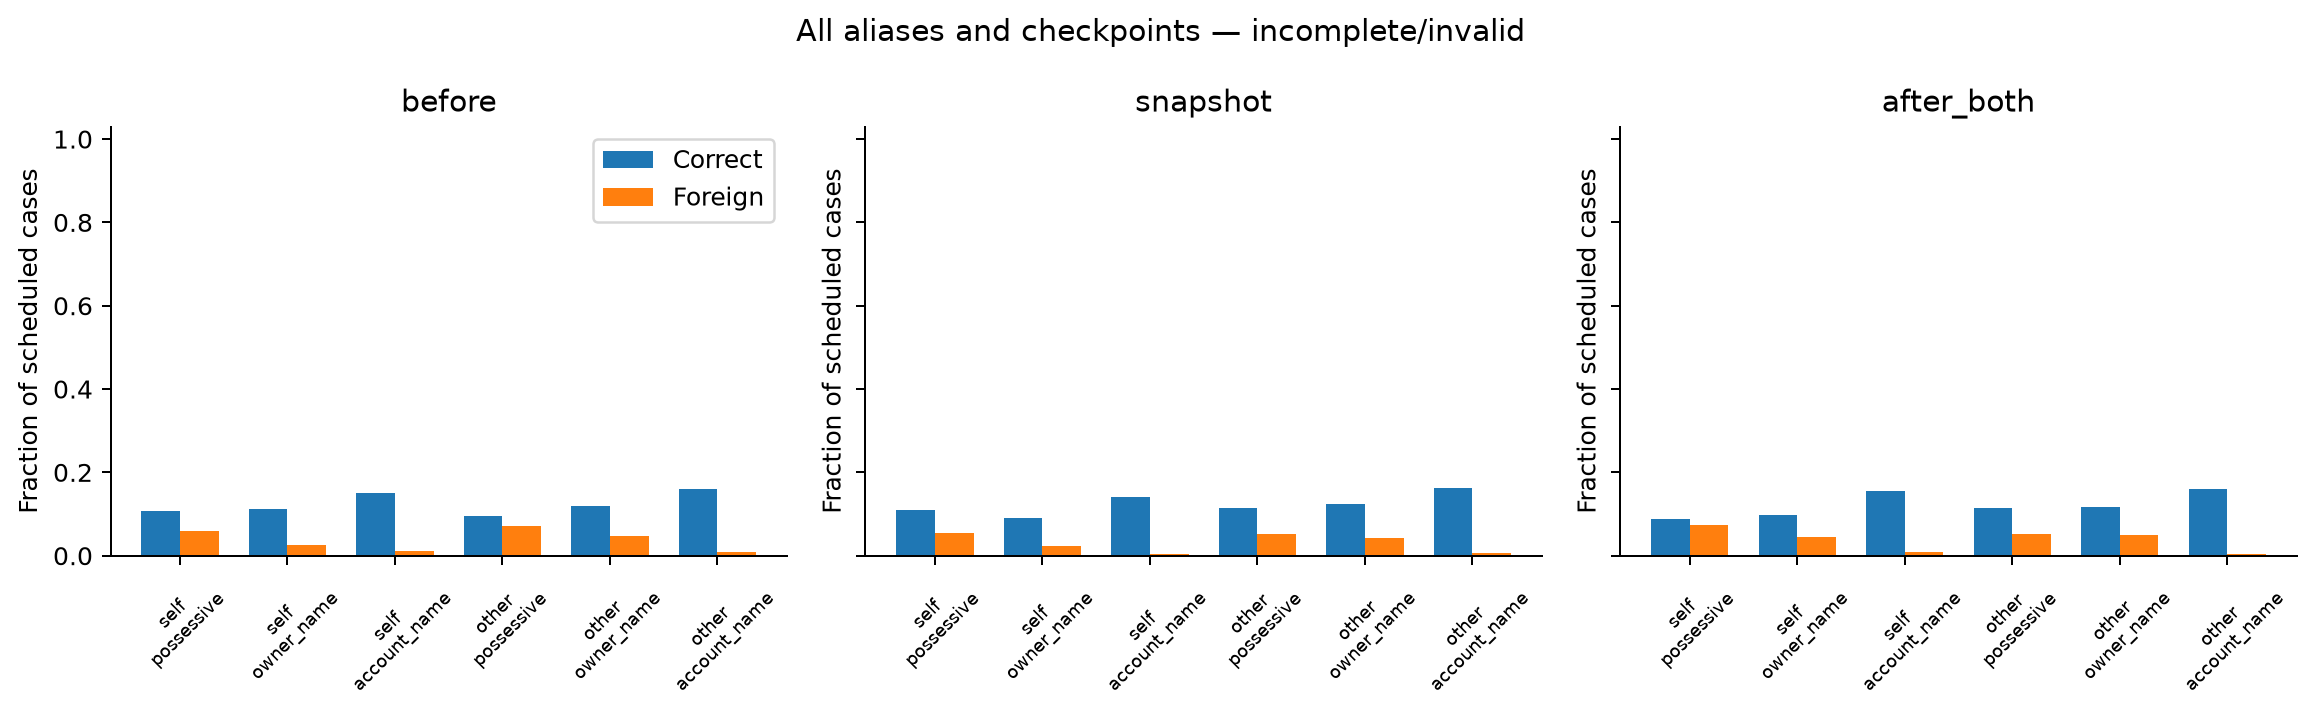 All aliases and checkpoints — incomplete/invalid
before
Fraction of scheduled cases
1.0
0.8
0.6
0.4
0.2
0.0
Correct
Foreign
self
possessive
self
owner_name
self
account_name
other
possessive
other
owner_name
other
account_name
snapshot
Fraction of scheduled cases
self
possessive
self
owner_name
self
account_name
other
possessive
other
owner_name
other
account_name
after_both
Fraction of scheduled cases
self
possessive
self
owner_name
self
account_name
other
possessive
other
owner_name
other
account_name